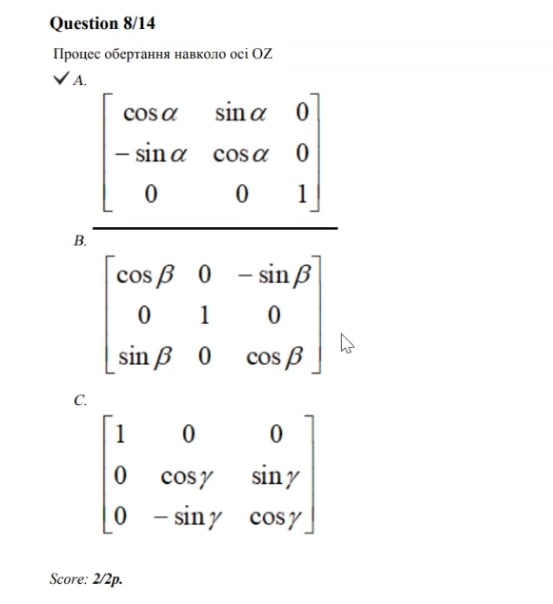 Question 8/14
Процес обертання навколо осі OZ
✓ A.
cos α sin α 0
− sin α cos α 0
0 0 1
B.
cos β 0 − sin β
0 1 0
sin β 0 cos β
C.
1 0 0
0 cos γ sin γ
0 − sin γ cos γ
Score: 2/2p.